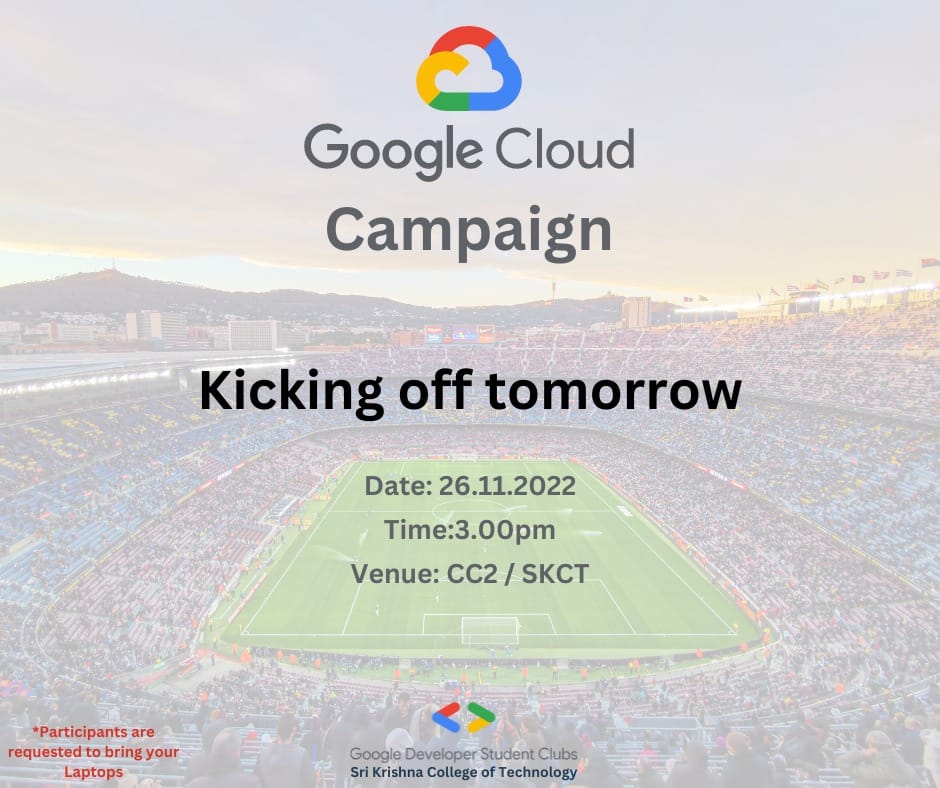 Google Cloud
Campaign
Kicking off tomorrow
Date: 26.11.2022
Time:3.00pm
Venue: CC2 / SKCT
*Participants are
requested to bring your
Laptops
Google Developer Student Clubs
Sri Krishna College of Technology